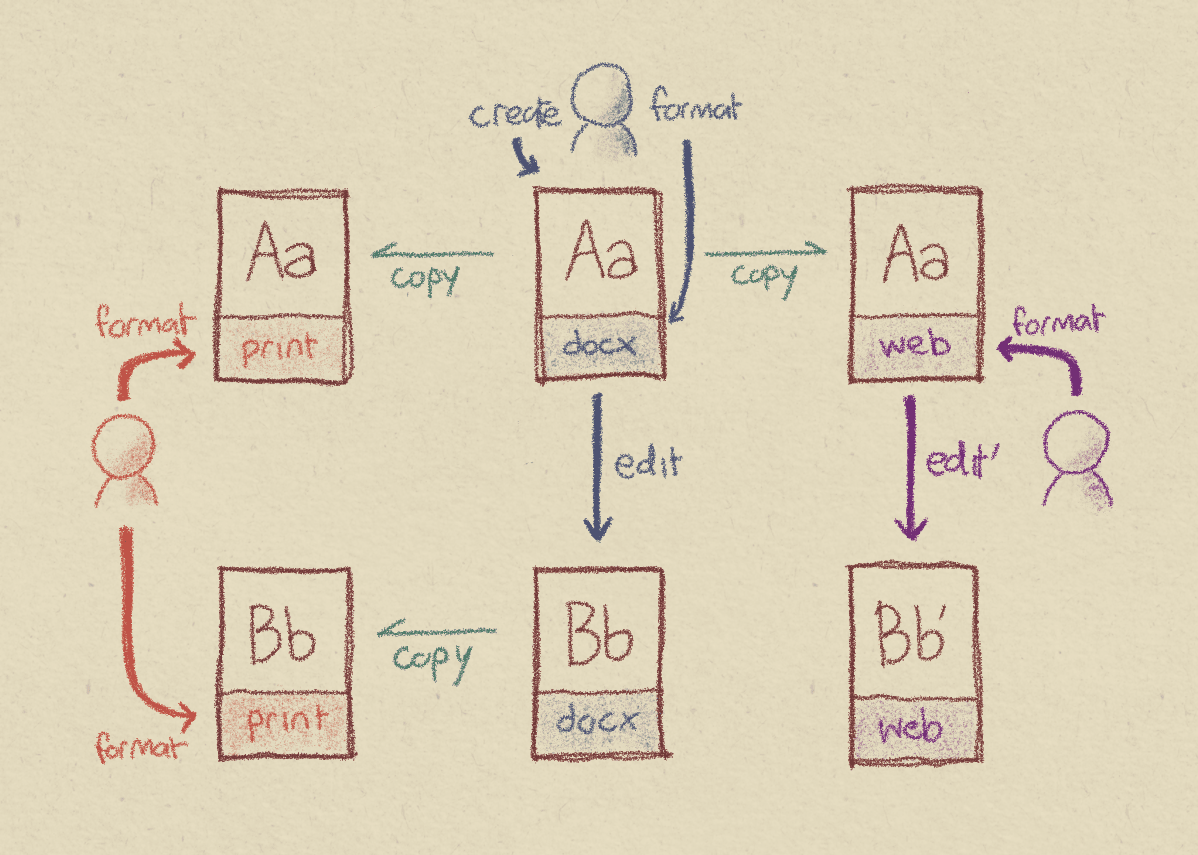 create
format
Aa
Aa
Aa
copy
copy
format
format
print
docx
web
edit
edit'
Bb
Bb
Bb'
copy
print
docx
web
format